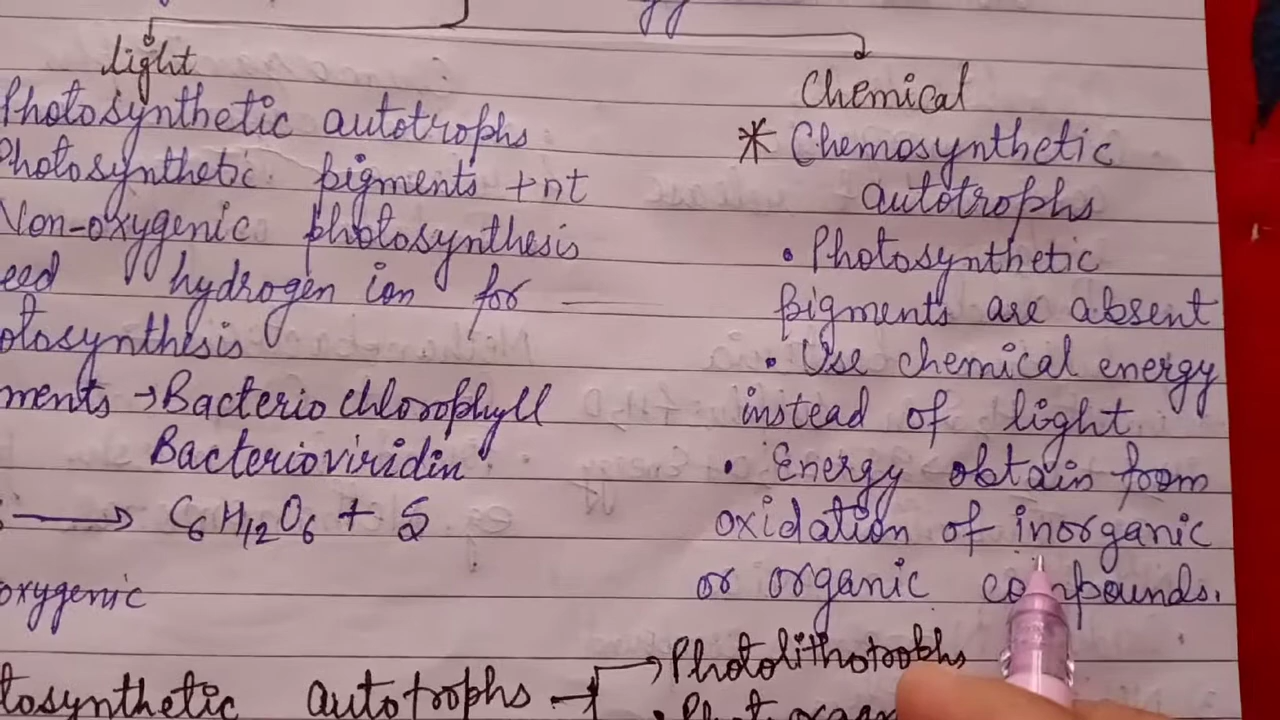 light
Photosynthetic autotrophs
Photosynthetic pigments +nt
Non-oxygenic photosynthesis
eed hydrogen ion for
otosynthesis
ments → Bacterio chlorophyll
Bacterioviridin
⟶ C6H12O6 + S
oxygenic
Chemical
* Chemosynthetic
autotrophs
• Photosynthetic
pigments are absent
• Use chemical energy
instead of light
• Energy obtain from
oxidation of inorganic
or organic compounds.
tosynthetic autotrophs → Photolithotrophs